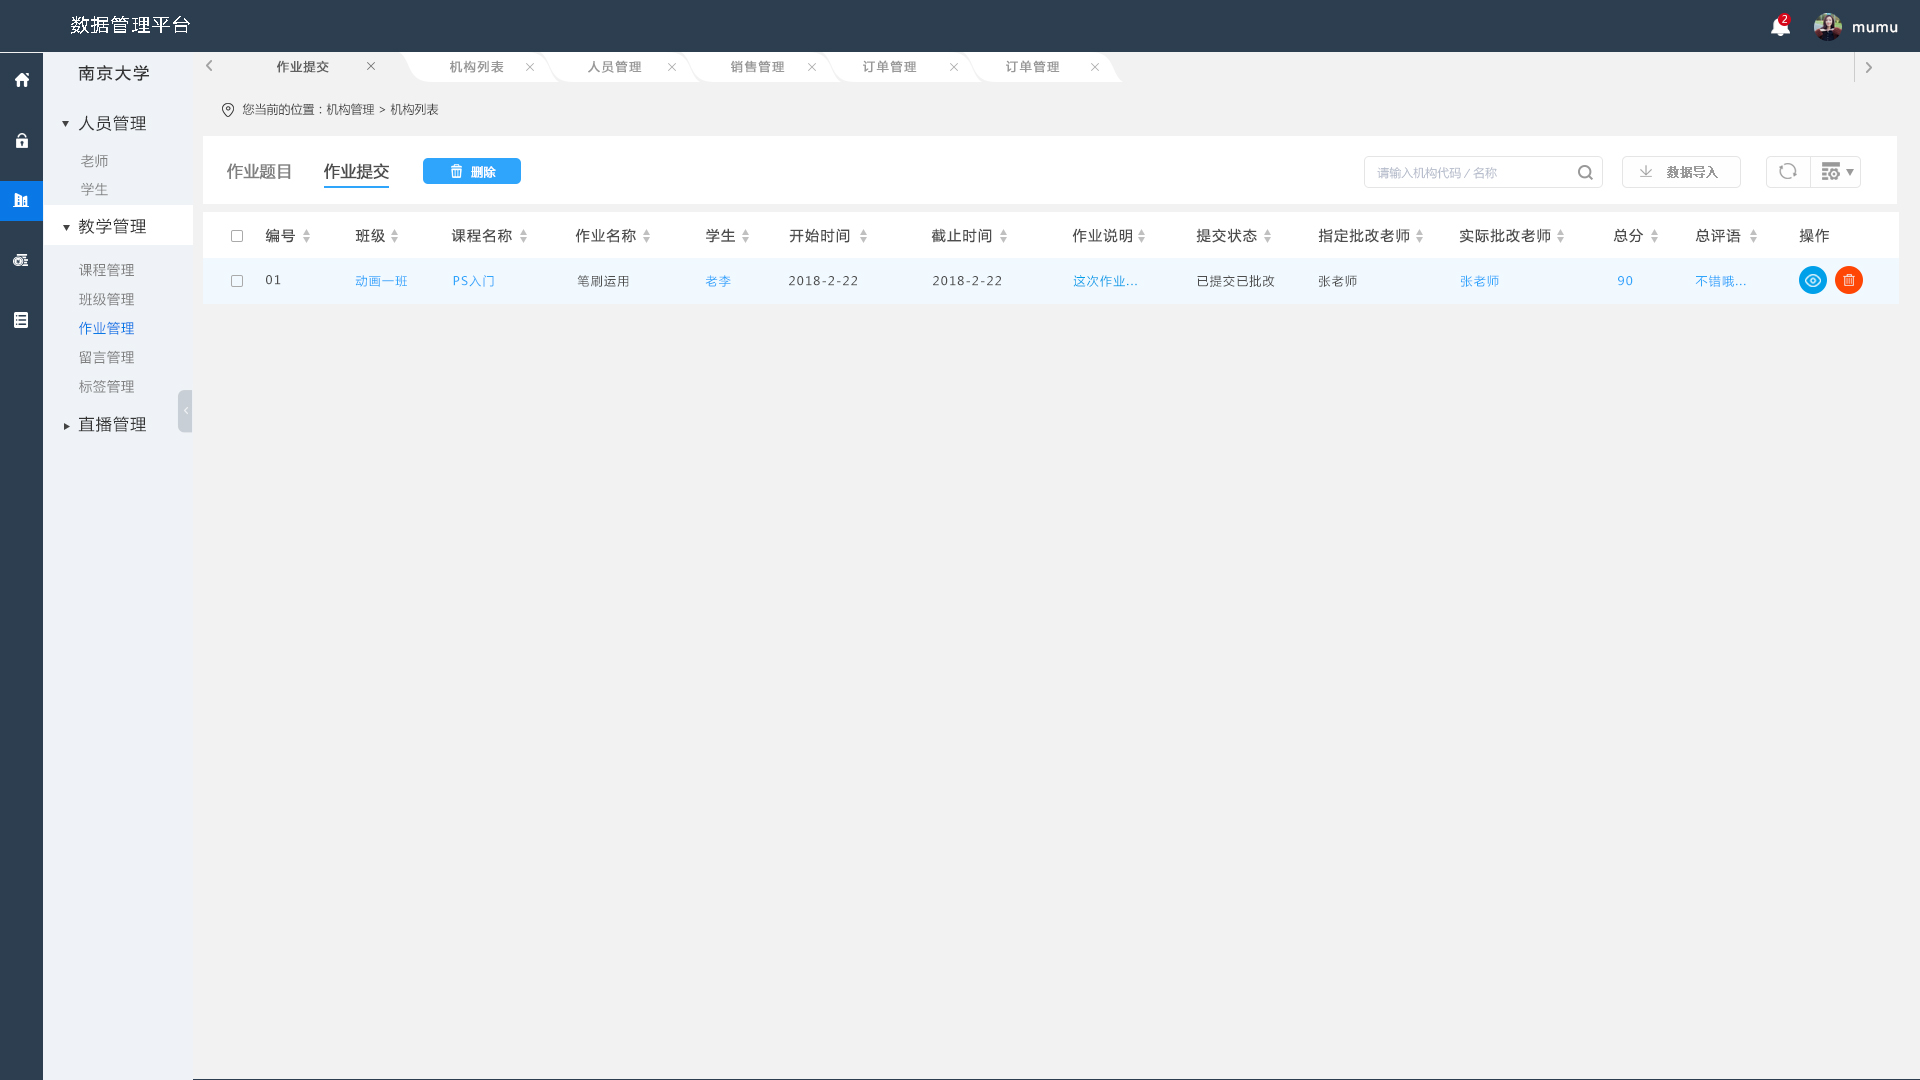 数据管理平台
2
mumu
南京大学
人员管理
老师
学生
教学管理
课程管理
班级管理
作业管理
留言管理
标签管理
直播管理
作业提交 机构列表 人员管理 销售管理 订单管理 订单管理
您当前的位置：机构管理 > 机构列表
作业题目 作业提交 删除 请输入机构代码 / 名称 数据导入
编号 班级 课程名称 作业名称 学生 开始时间 截止时间 作业说明 提交状态 指定批改老师 实际批改老师 总分 总评语 操作
01 动画一班 PS入门 笔刷运用 老李 2018-2-22 2018-2-22 这次作业... 已提交已批改 张老师 张老师 90 不错哦...